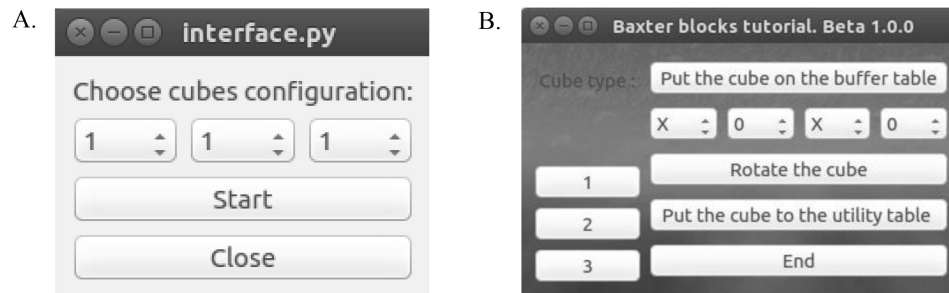 A.
interface.py
Choose cubes configuration:
1 1 1
Start
Close
B.
Baxter blocks tutorial. Beta 1.0.0
Cube type : Put the cube on the buffer table
X 0 X 0
Rotate the cube
1
Put the cube to the utility table
2
End
3